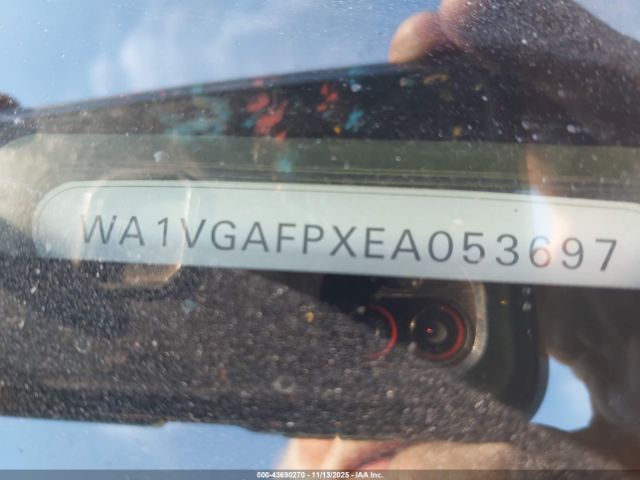 WA1VGAFPXEA053697
000-43690270 - 11/13/2025 - IAA Inc.